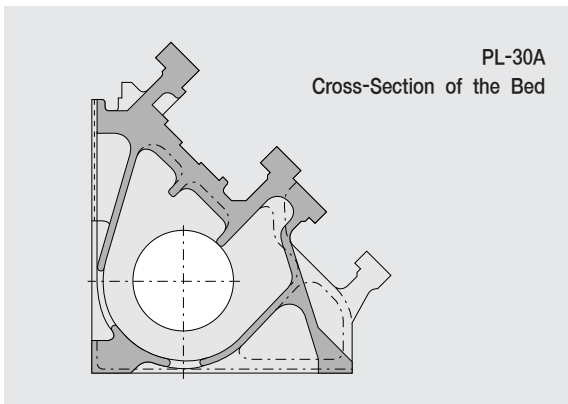 PL-30A
Cross-Section of the Bed